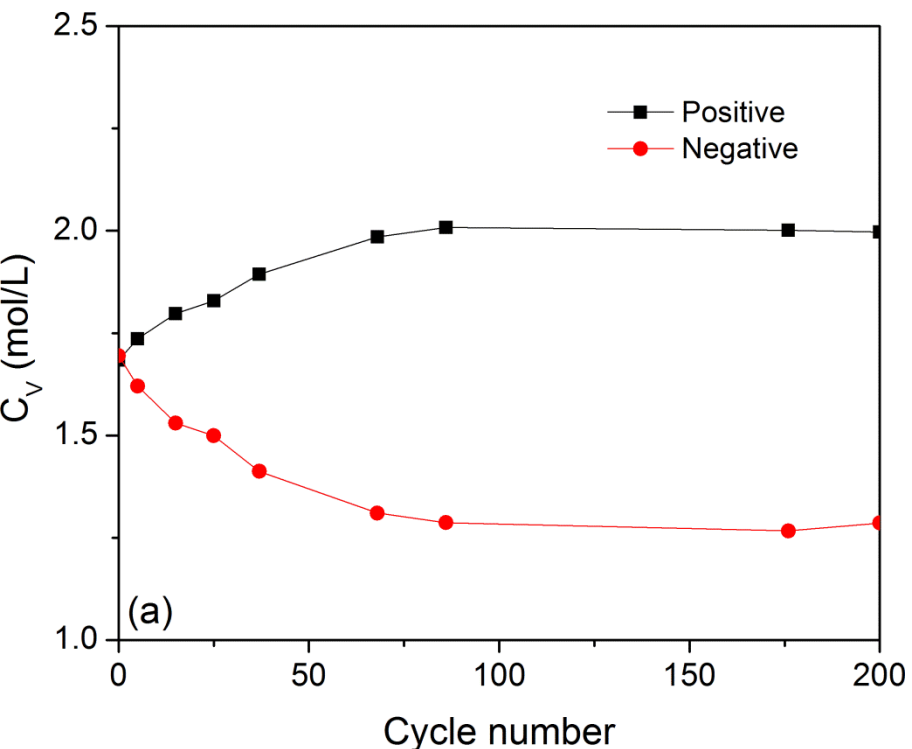 2.5
Positive
Negative
2.0
C_V (mol/L)
1.5
(a)
1.0
0 50 100 150 200
Cycle number